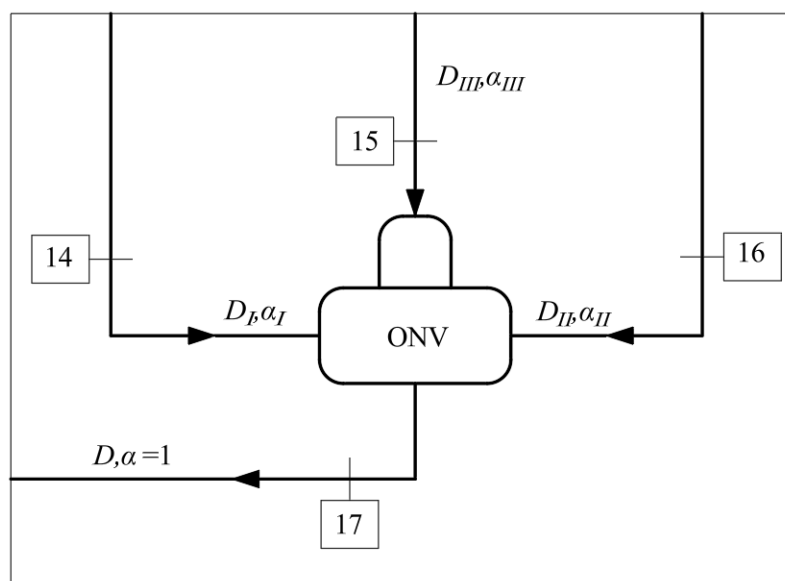 D_III,α_III
15
14
16
D_I,α_I
D_II,α_II
ONV
D,α=1
17